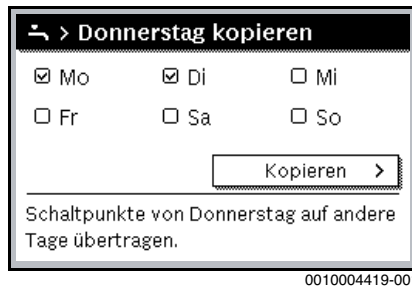 > Donnerstag kopieren
Mo Di Mi
Fr Sa So
Kopieren >
Schaltpunkte von Donnerstag auf andere
Tage übertragen.
0010004419-00